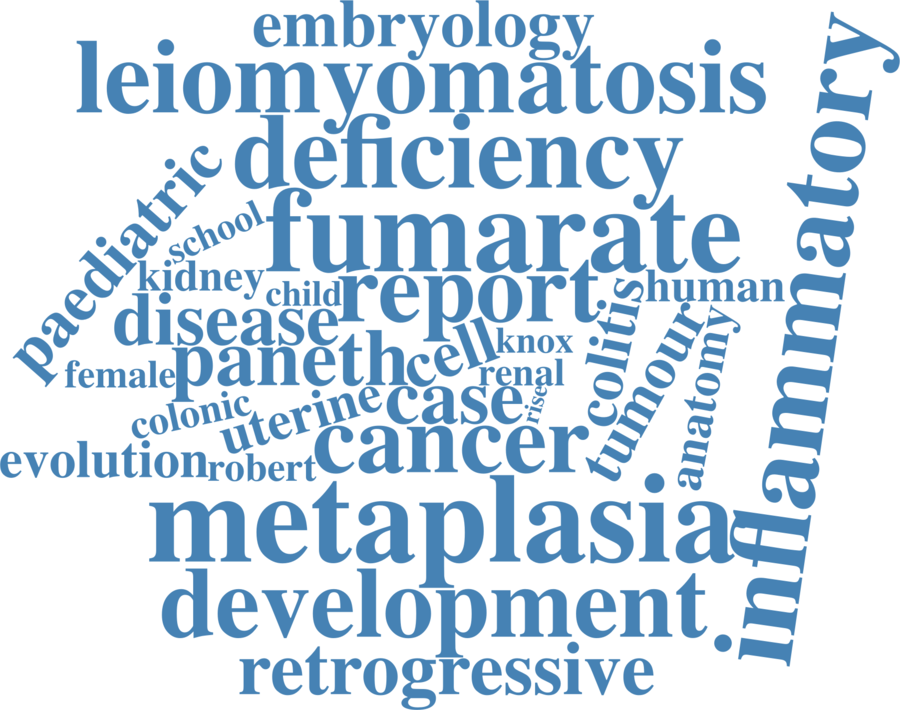 embryology
leiomyomatosis
deficiency
inflammatory
paediatric
school
fumarate
kidney
child
report
human
disease
colitis
paneth
cell
knox
tumour
female
renal
anatomy
colonic
uterine
case
rise
evolution
robert
cancer
metaplasia
development
retrogressive